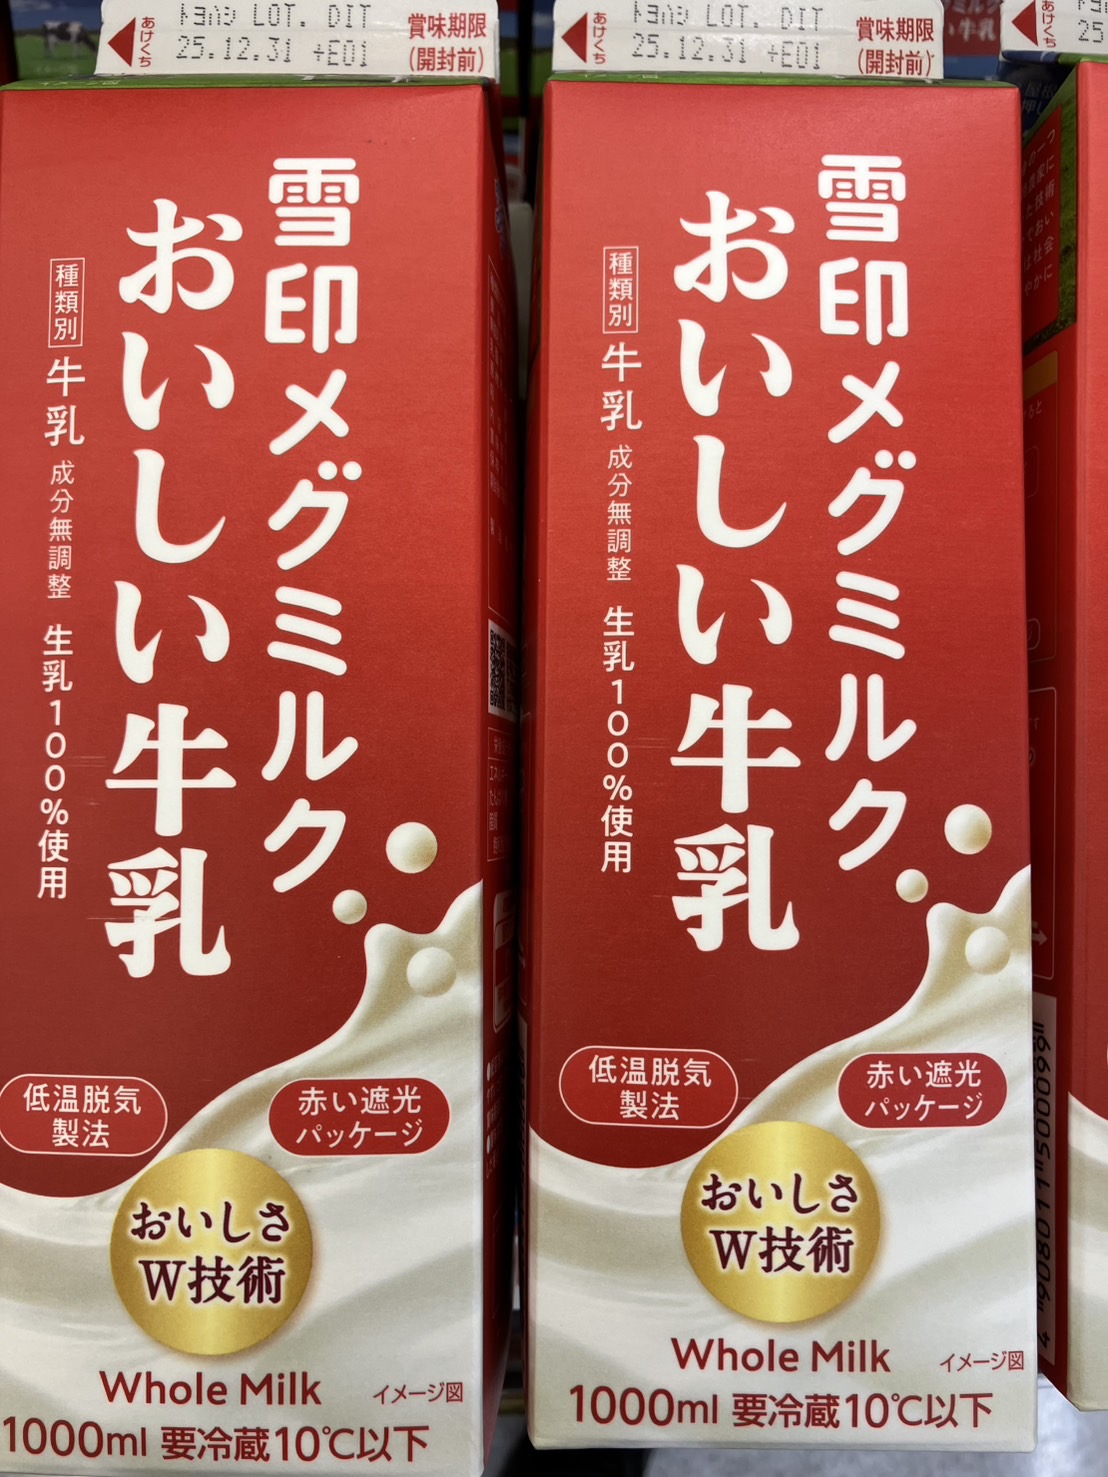 あけくち
25.12.31 +E01
賞味期限
(開封前)
雪印メグミルク
おいしい牛乳
種類別
牛乳
成分無調整
生乳100%使用
低温脱気
製法
赤い遮光
パッケージ
おいしさ
W技術
Whole Milk
イメージ図
1000ml 要冷蔵10℃以下
あけくち
25.12.31 +E01
賞味期限
(開封前)
雪印メグミルク
おいしい牛乳
種類別
牛乳
成分無調整
生乳100%使用
低温脱気
製法
赤い遮光
パッケージ
おいしさ
W技術
Whole Milk
イメージ図
1000ml 要冷蔵10℃以下
あけくち
25
4 908011 500099